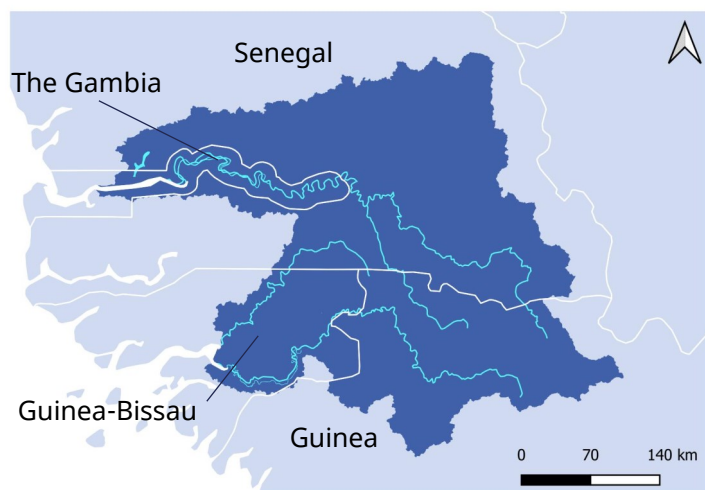 Senegal
The Gambia
Guinea-Bissau
Guinea
0 70 140 km